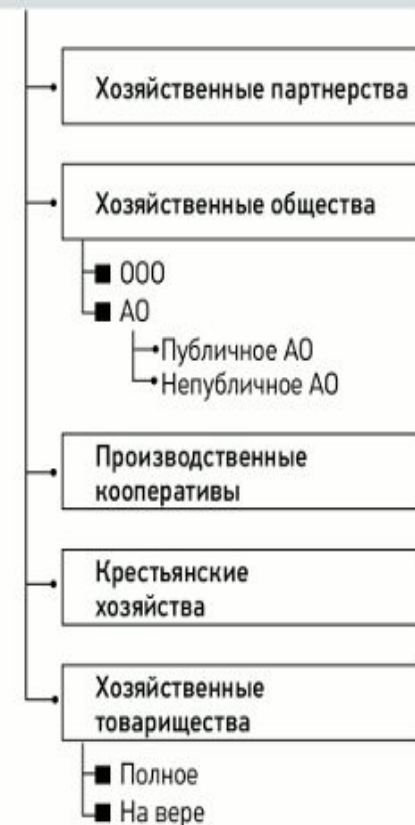 Хозяйственные партнерства
Хозяйственные общества
ООО
АО
Публичное АО
Непубличное АО
Производственные
кооперативы
Крестьянские
хозяйства
Хозяйственные
товарищества
Полное
На вере